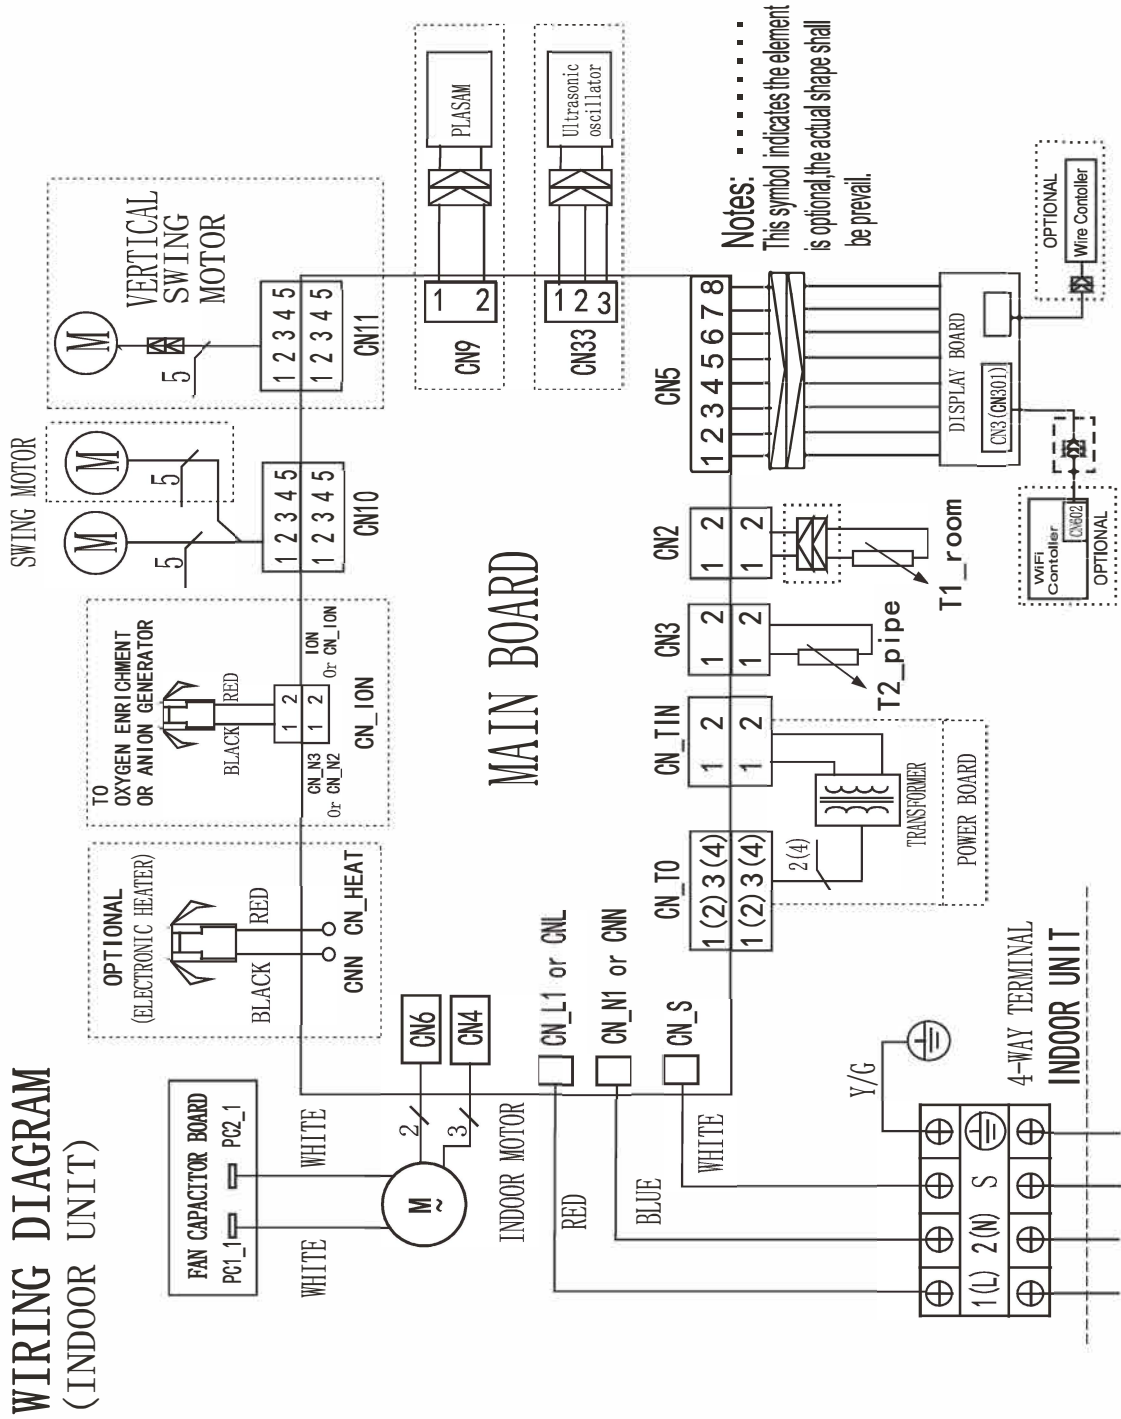 WIRING DIAGRAM
(INDOOR UNIT)
FAN CAPACITOR BOARD
PC1_1
PC2_1
WHITE
WHITE
M
~
2
3
CN6
CN4
INDOOR MOTOR
OPTIONAL
(ELECTRONIC HEATER)
BLACK
RED
CNN
CN_HEAT
TO
OXYGEN ENRICHMENT
OR ANION GENERATOR
BLACK
RED
1 2
1 2
CN_N3
Or CN_N2
ION
Or CN_ION
CN_ION
SWING MOTOR
M
M
5
5
1 2 3 4 5
1 2 3 4 5
CN10
M
VERTICAL
SWING
MOTOR
5
1 2 3 4 5
1 2 3 4 5
CN11
PLASAM
1 2
CN9
Ultrasonic
oscillator
1 2 3
CN33
MAIN BOARD
Notes:
This symbol indicates the element
is optional,the actual shape shall
be prevail.
CN_L1 or CNL
CN_N1 or CNN
CN_S
RED
BLUE
WHITE
CN_TO
1(2)3(4)
1(2)3(4)
2(4)
CN_TIN
1 2
1 2
TRANSFORMER
POWER BOARD
CN3
1 2
1 2
T2_pipe
CN2
1 2
1 2
T1_room
CN5
1 2 3 4 5 6 7 8
DISPLAY BOARD
CN3(CN301)
WiFi
Contoller
CN602
OPTIONAL
OPTIONAL
Wire Contoller
Y/G
1(L) 2(N) S
4-WAY TERMINAL
INDOOR UNIT